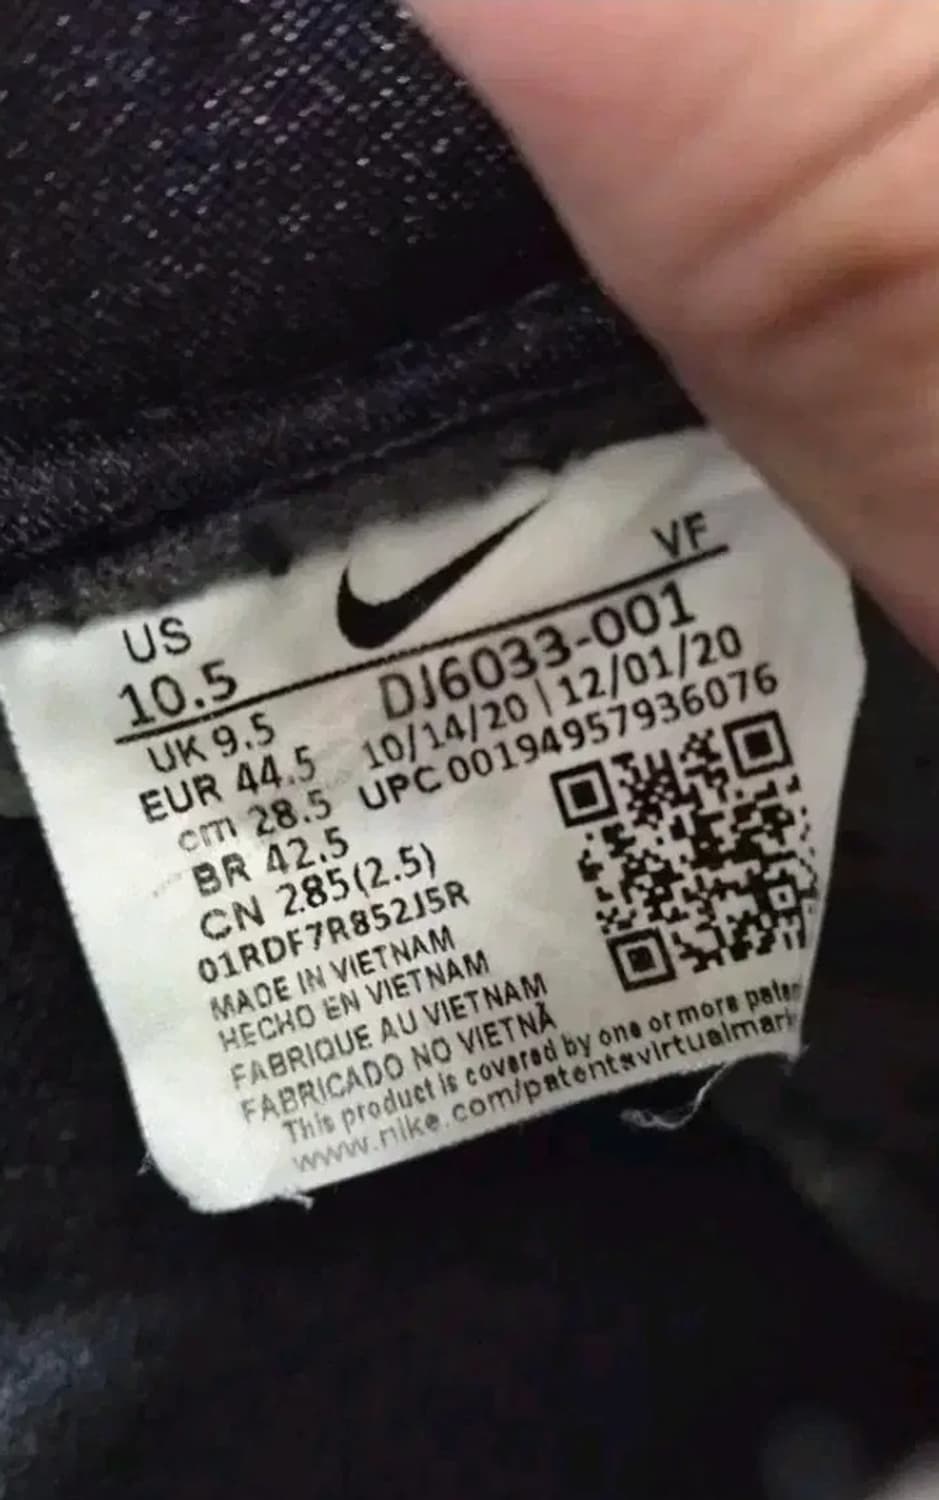 VF
US
10.5
DJ6033-001
UK 9.5
10/14/20 | 12/01/20
EUR 44.5
UPC 00194957936076
cm 28.5
BR 42.5
CN 285(2.5)
01RDF7R852J5R
MADE IN VIETNAM
HECHO EN VIETNAM
FABRIQUE AU VIETNAM
FABRICADO NO VIETNÃ
This product is covered by one or more
www.nike.com/patents